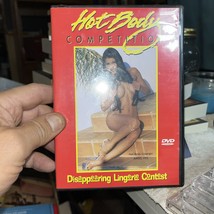 Hot Body
COMPETITION
DVD
Disappearing Lingerie Contest